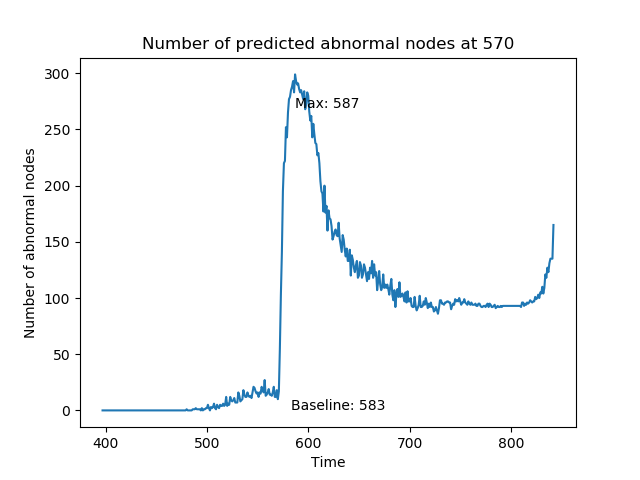 Number of predicted abnormal nodes at 570
300
250
200
150
100
50
0
Number of abnormal nodes
Max: 587
Baseline: 583
400 500 600 700 800
Time